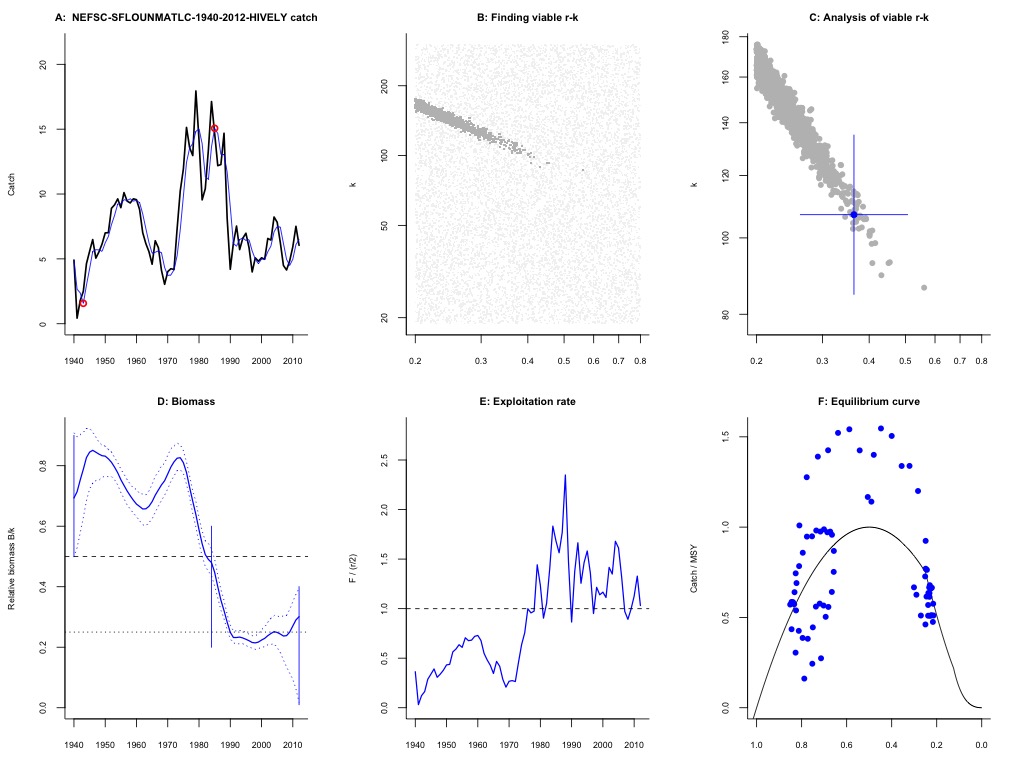 A:  NEFSC-SFLOUNMATLC-1940-2012-HIVELY catch
Catch
0 5 10 15 20
1940 1950 1960 1970 1980 1990 2000 2010
B: Finding viable r-k
k
20 50 100 200
0.2 0.3 0.4 0.5 0.6 0.7 0.8
C: Analysis of viable r-k
k
80 100 120 140 160 180
0.2 0.3 0.4 0.5 0.6 0.7 0.8
D: Biomass
Relative biomass B/k
0.0 0.2 0.4 0.6 0.8
1940 1950 1960 1970 1980 1990 2000 2010
E: Exploitation rate
F / (r/2)
0.0 0.5 1.0 1.5 2.0 2.5
1940 1950 1960 1970 1980 1990 2000 2010
F: Equilibrium curve
Catch / MSY
0.0 0.5 1.0 1.5
1.0 0.8 0.6 0.4 0.2 0.0